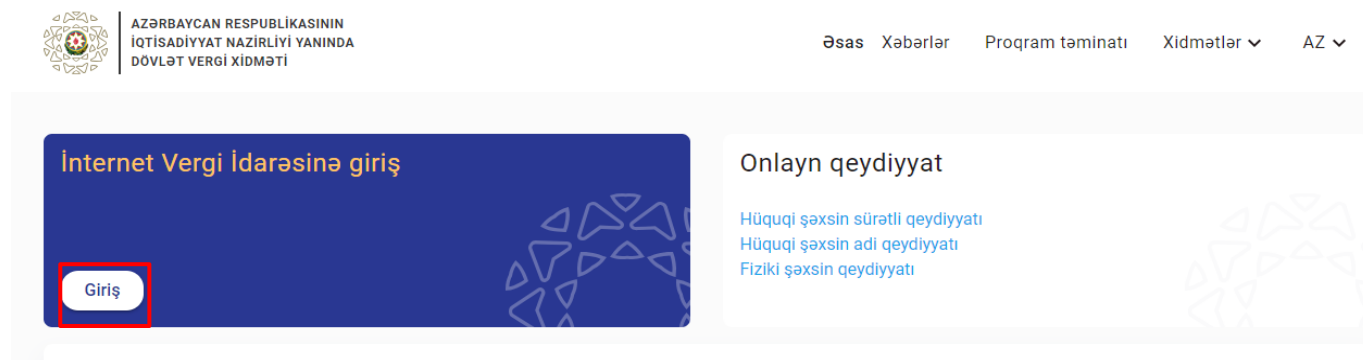 AZƏRBAYCAN RESPUBLİKASININ
İQTİSADİYYAT NAZİRLİYİ YANINDA
DÖVLƏT VERGİ XİDMƏTİ
Əsas Xəbərlər Proqram təminatı Xidmətlər AZ
İnternet Vergi İdarəsinə giriş
Giriş
Onlayn qeydiyyat
Hüquqi şəxsin sürətli qeydiyyatı
Hüquqi şəxsin adi qeydiyyatı
Fiziki şəxsin qeydiyyatı